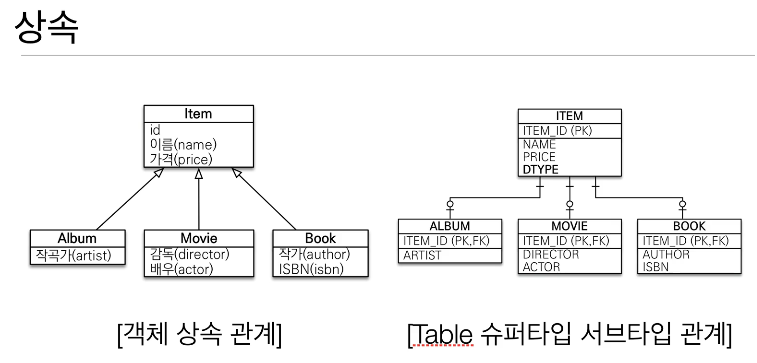 상속
Item
id
이름(name)
가격(price)
Album
작곡가(artist)
Movie
감독(director)
배우(actor)
Book
작가(author)
ISBN(isbn)
[객체 상속 관계]
ITEM
ITEM_ID (PK)
NAME
PRICE
DTYPE
ALBUM
ITEM_ID (PK,FK)
ARTIST
MOVIE
ITEM_ID (PK,FK)
DIRECTOR
ACTOR
BOOK
ITEM_ID (PK,FK)
AUTHOR
ISBN
[Table 슈퍼타입 서브타입 관계]